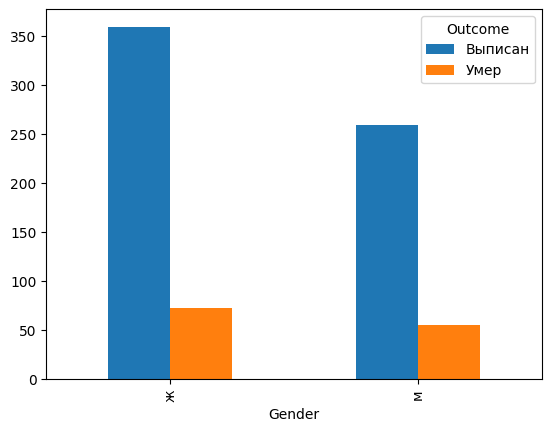 Outcome
Выписан
Умер
350
300
250
200
150
100
50
0
ж
м
Gender